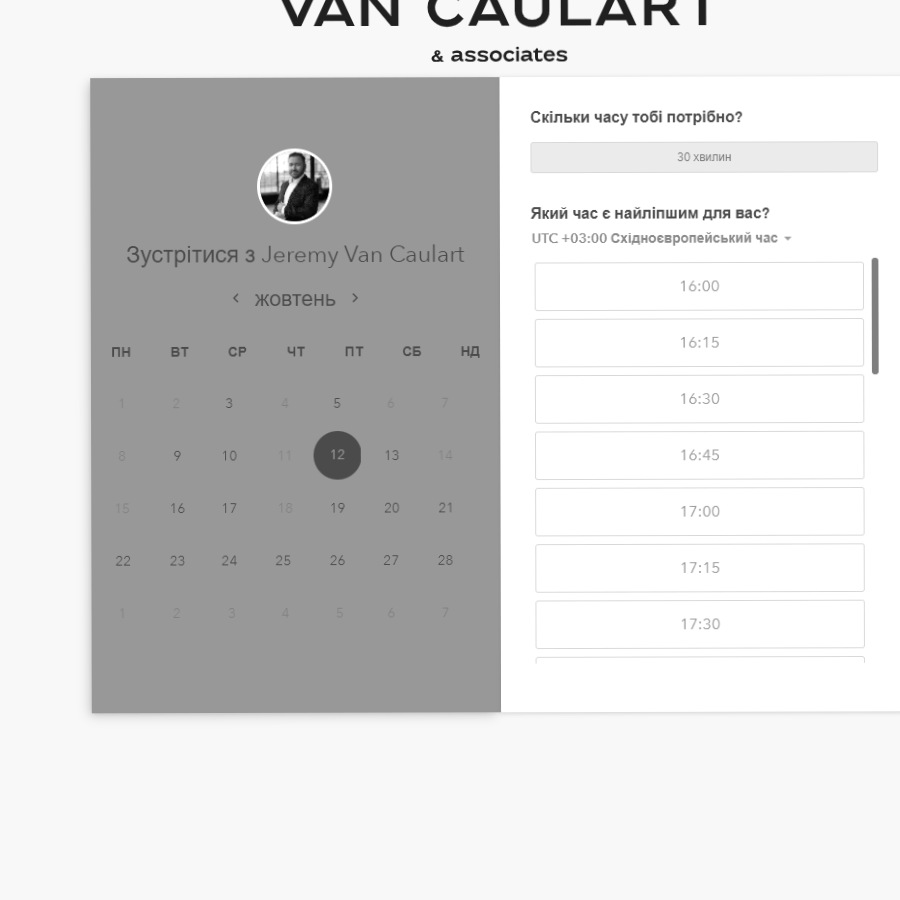 VAN CAULART
& associates
Зустрітися з Jeremy Van Caulart
жовтень
ПН ВТ СР ЧТ ПТ СБ НД
1 2 3 4 5 6 7
8 9 10 11 12 13 14
15 16 17 18 19 20 21
22 23 24 25 26 27 28
1 2 3 4 5 6 7
Скільки часу тобі потрібно?
30 хвилин
Який час є найліпшим для вас?
UTC +03:00 Східноєвропейський час
16:00
16:15
16:30
16:45
17:00
17:15
17:30